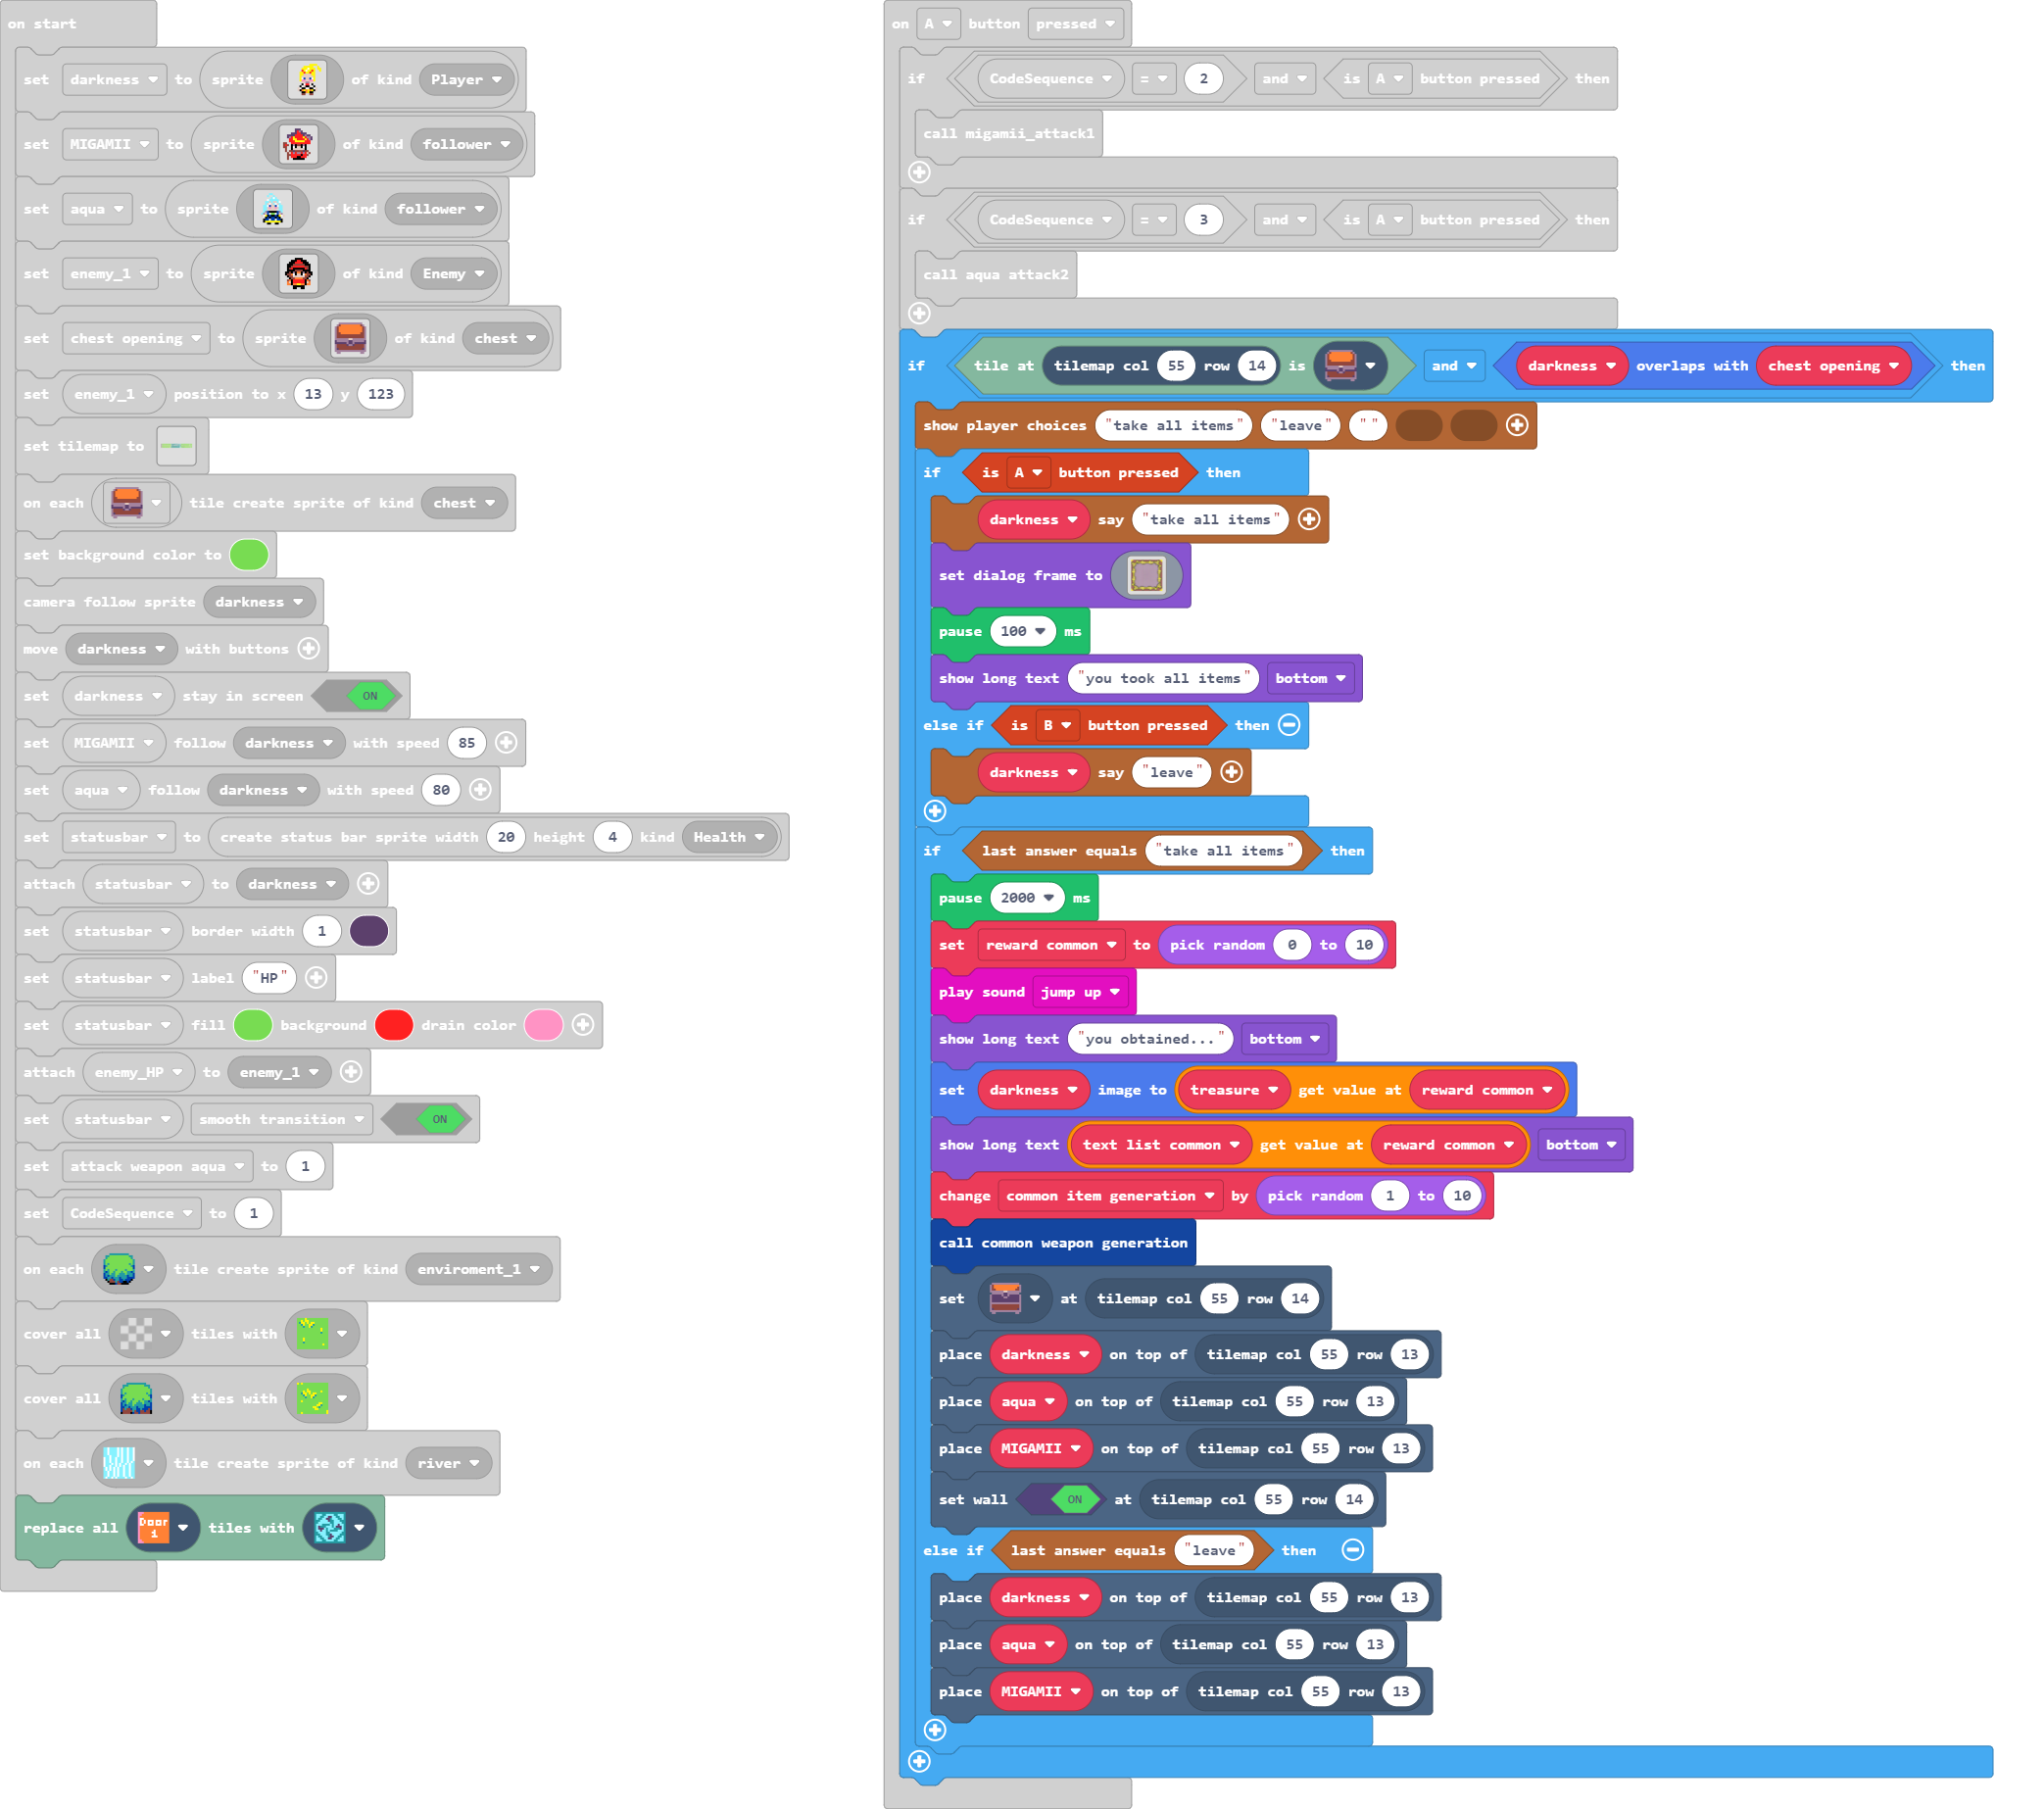 on start
set darkness to sprite of kind Player
set MIGAMII to sprite of kind follower
set aqua to sprite of kind follower
set enemy_1 to sprite of kind Enemy
set chest opening to sprite of kind chest
set enemy_1 position to x 13 y 123
set tilemap to
on each tile create sprite of kind chest
set background color to
camera follow sprite darkness
move darkness with buttons
set darkness stay in screen ON
set MIGAMII follow darkness with speed 85
set aqua follow darkness with speed 80
set statusbar to create status bar sprite width 20 height 4 kind Health
attach statusbar to darkness
set statusbar border width 1
set statusbar label "HP"
set statusbar fill background drain color
attach enemy_HP to enemy_1
set statusbar smooth transition ON
set attack weapon aqua to 1
set CodeSequence to 1
on each tile create sprite of kind enviroment_1
cover all tiles with
cover all tiles with
on each tile create sprite of kind river
replace all Door 1 tiles with
on A button pressed
if CodeSequence = 2 and is A button pressed then
call migamii_attack1
if CodeSequence = 3 and is A button pressed then
call aqua attack2
if tile at tilemap col 55 row 14 is and darkness overlaps with chest opening then
show player choices "take all items" "leave" " "
if is A button pressed then
darkness say "take all items"
set dialog frame to
pause 100 ms
show long text "you took all items" bottom
else if is B button pressed then
darkness say "leave"
if last answer equals "take all items" then
pause 2000 ms
set reward common to pick random 0 to 10
play sound jump up
show long text "you obtained..." bottom
set darkness image to treasure get value at reward common
show long text text list common get value at reward common bottom
change common item generation by pick random 1 to 10
call common weapon generation
set at tilemap col 55 row 14
place darkness on top of tilemap col 55 row 13
place aqua on top of tilemap col 55 row 13
place MIGAMII on top of tilemap col 55 row 13
set wall ON at tilemap col 55 row 14
else if last answer equals "leave" then
place darkness on top of tilemap col 55 row 13
place aqua on top of tilemap col 55 row 13
place MIGAMII on top of tilemap col 55 row 13